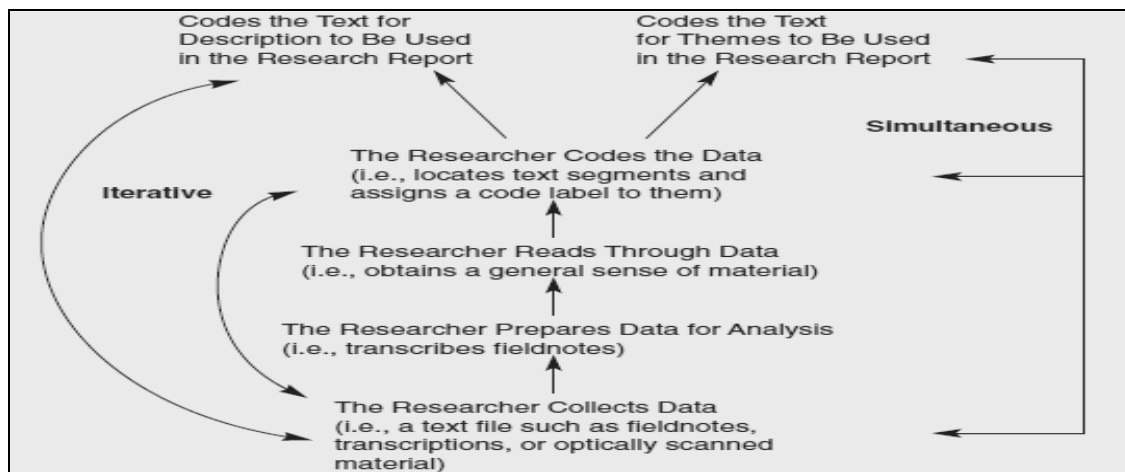 Codes the Text for
Description to Be Used
in the Research Report
Codes the Text
for Themes to Be Used
in the Research Report
Simultaneous
The Researcher Codes the Data
(i.e., locates text segments and
assigns a code label to them)
Iterative
The Researcher Reads Through Data
(i.e., obtains a general sense of material)
The Researcher Prepares Data for Analysis
(i.e., transcribes fieldnotes)
The Researcher Collects Data
(i.e., a text file such as fieldnotes,
transcriptions, or optically scanned
material)